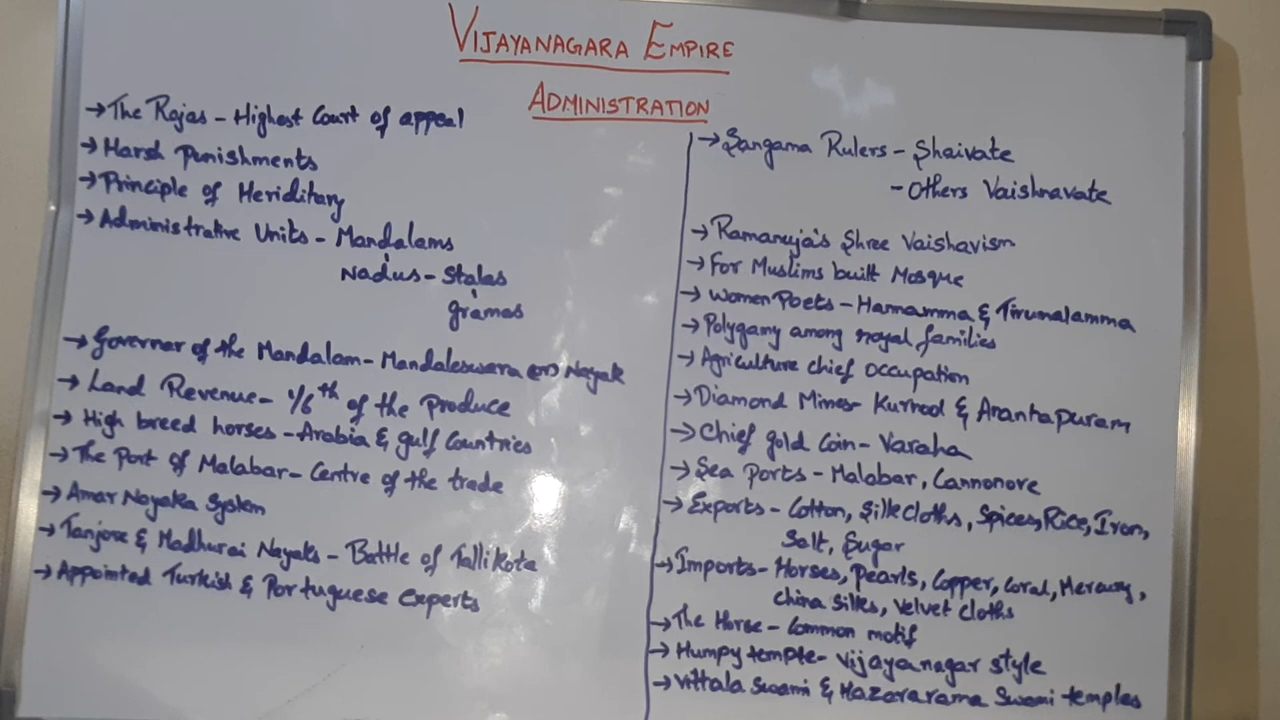 VIJAYANAGARA EMPIRE
ADMINISTRATION
→The Rajas - Highest Court of appeal
→Harsh Punishments
→Principle of Heriditary
→Administrative Units - Mandalams
Nadus - Stalas
gramas
→Governor of the Mandalam - Mandaleswara (or) Nayak
→Land Revenue - 1/6th of the Produce
→High breed horses - Arabia & gulf Countries
→The Port of Malabar - Centre of the trade
→Amar Nayaka System
→Tanjore & Madhurai Nayaks - Battle of Tallikota
→Appointed Turkish & Portuguese experts
→Sangama Rulers - Shaivate
- Others Vaishnavate
→Ramanuja's Shree Vaishavism
→For Muslims built Mosque
→Women Poets - Hannamma & Tirumalamma
→Polygamy among royal families
→Agriculture chief occupation
→Diamond Mines - Kurnool & Ananthapuram
→Chief gold Coin - Varaha
→Sea Ports - Malabar, Cannonore
→Exports - Cotton, Silk Cloths, Spices, Rice, Iron,
Salt, Sugar
→Imports - Horses, Pearls, Copper, Coral, Mercury,
China Silks, Velvet Cloths
→The Horse - Common motif
→Humpy temple - Vijayanagar style
→Vittala Swami & Hazararama Swami temples